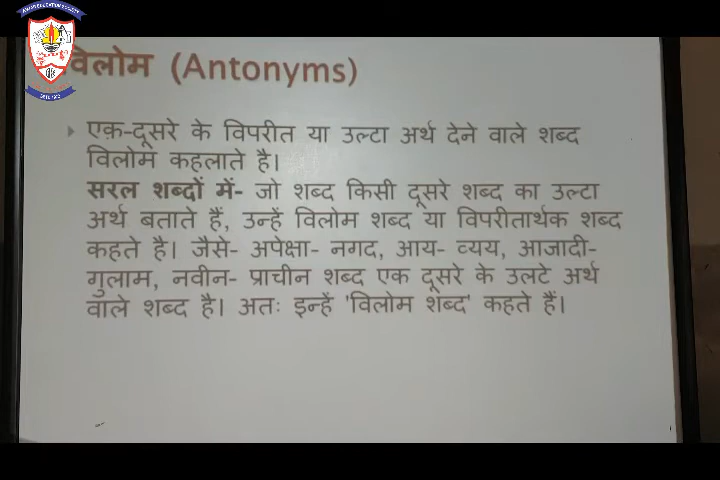 विलोम (Antonyms)
एक़-दूसरे के विपरीत या उल्टा अर्थ देने वाले शब्द
विलोम कहलाते है।
सरल शब्दों में- जो शब्द किसी दूसरे शब्द का उल्टा
अर्थ बताते हैं, उन्हें विलोम शब्द या विपरीतार्थक शब्द
कहते है। जैसे- अपेक्षा- नगद, आय- व्यय, आजादी-
गुलाम, नवीन- प्राचीन शब्द एक दूसरे के उलटे अर्थ
वाले शब्द है। अतः इन्हें 'विलोम शब्द' कहते हैं।